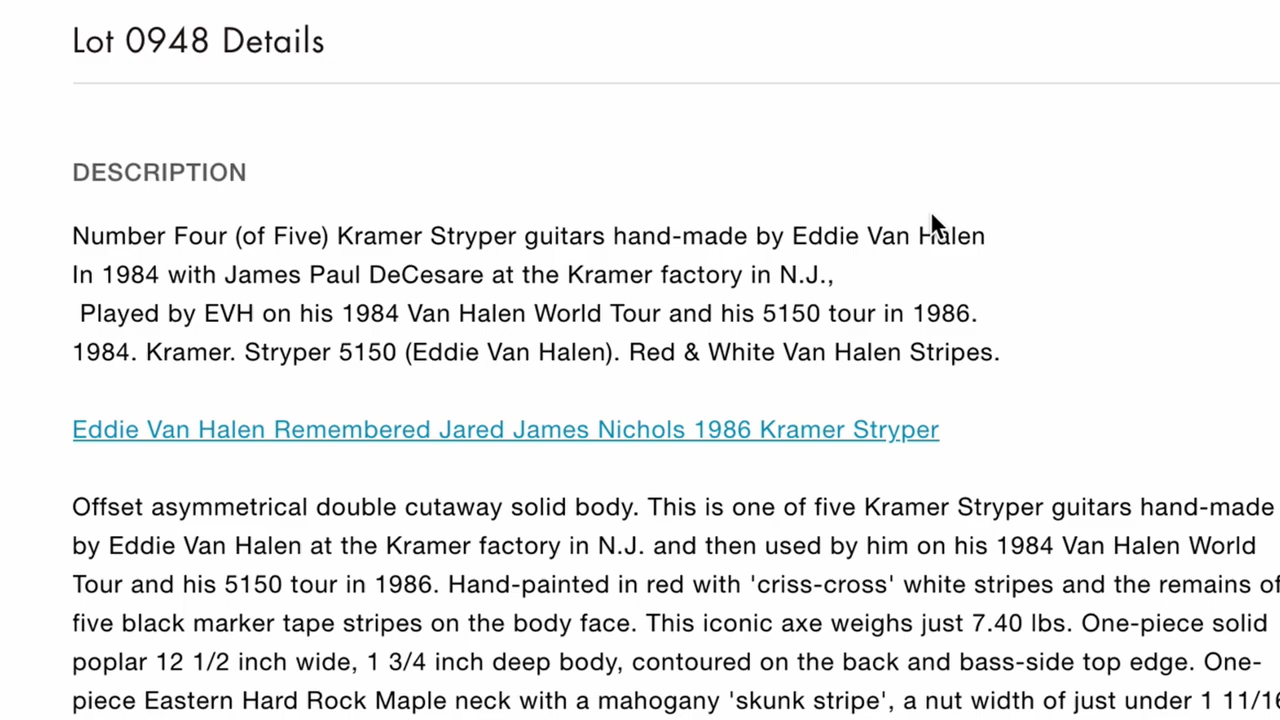 Lot 0948 Details
DESCRIPTION
Number Four (of Five) Kramer Stryper guitars hand-made by Eddie Van Halen
In 1984 with James Paul DeCesare at the Kramer factory in N.J.,
Played by EVH on his 1984 Van Halen World Tour and his 5150 tour in 1986.
1984. Kramer. Stryper 5150 (Eddie Van Halen). Red & White Van Halen Stripes.
Eddie Van Halen Remembered Jared James Nichols 1986 Kramer Stryper
Offset asymmetrical double cutaway solid body. This is one of five Kramer Stryper guitars hand-made
by Eddie Van Halen at the Kramer factory in N.J. and then used by him on his 1984 Van Halen World
Tour and his 5150 tour in 1986. Hand-painted in red with 'criss-cross' white stripes and the remains of
five black marker tape stripes on the body face. This iconic axe weighs just 7.40 lbs. One-piece solid
poplar 12 1/2 inch wide, 1 3/4 inch deep body, contoured on the back and bass-side top edge. One-
piece Eastern Hard Rock Maple neck with a mahogany 'skunk stripe', a nut width of just under 1 11/16